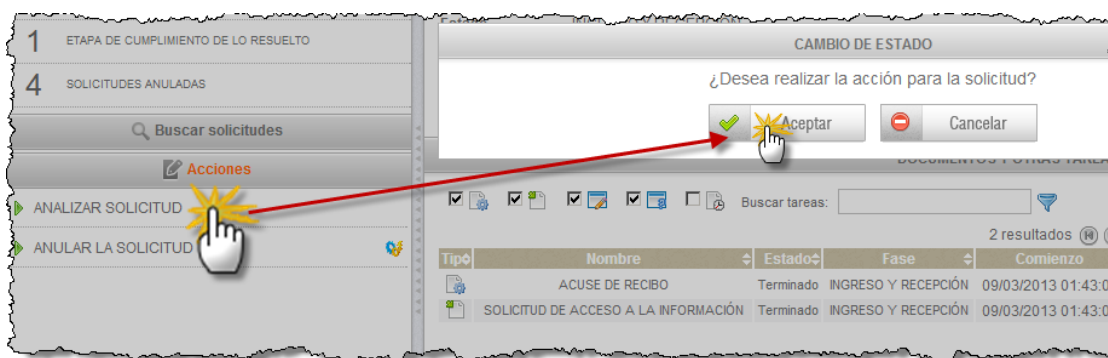 1 ETAPA DE CUMPLIMIENTO DE LO RESUELTO
4 SOLICITUDES ANULADAS
Buscar solicitudes
Acciones
ANALIZAR SOLICITUD
ANULAR LA SOLICITUD
CAMBIO DE ESTADO
¿Desea realizar la acción para la solicitud?
Aceptar Cancelar
DOCUMENTOS Y OTRAS TAREA
Buscar tareas:
2 resultados
Tipo Nombre Estado Fase Comienzo
ACUSE DE RECIBO Terminado INGRESO Y RECEPCIÓN 09/03/2013 01:43:0
SOLICITUD DE ACCESO A LA INFORMACIÓN Terminado INGRESO Y RECEPCIÓN 09/03/2013 01:43:0